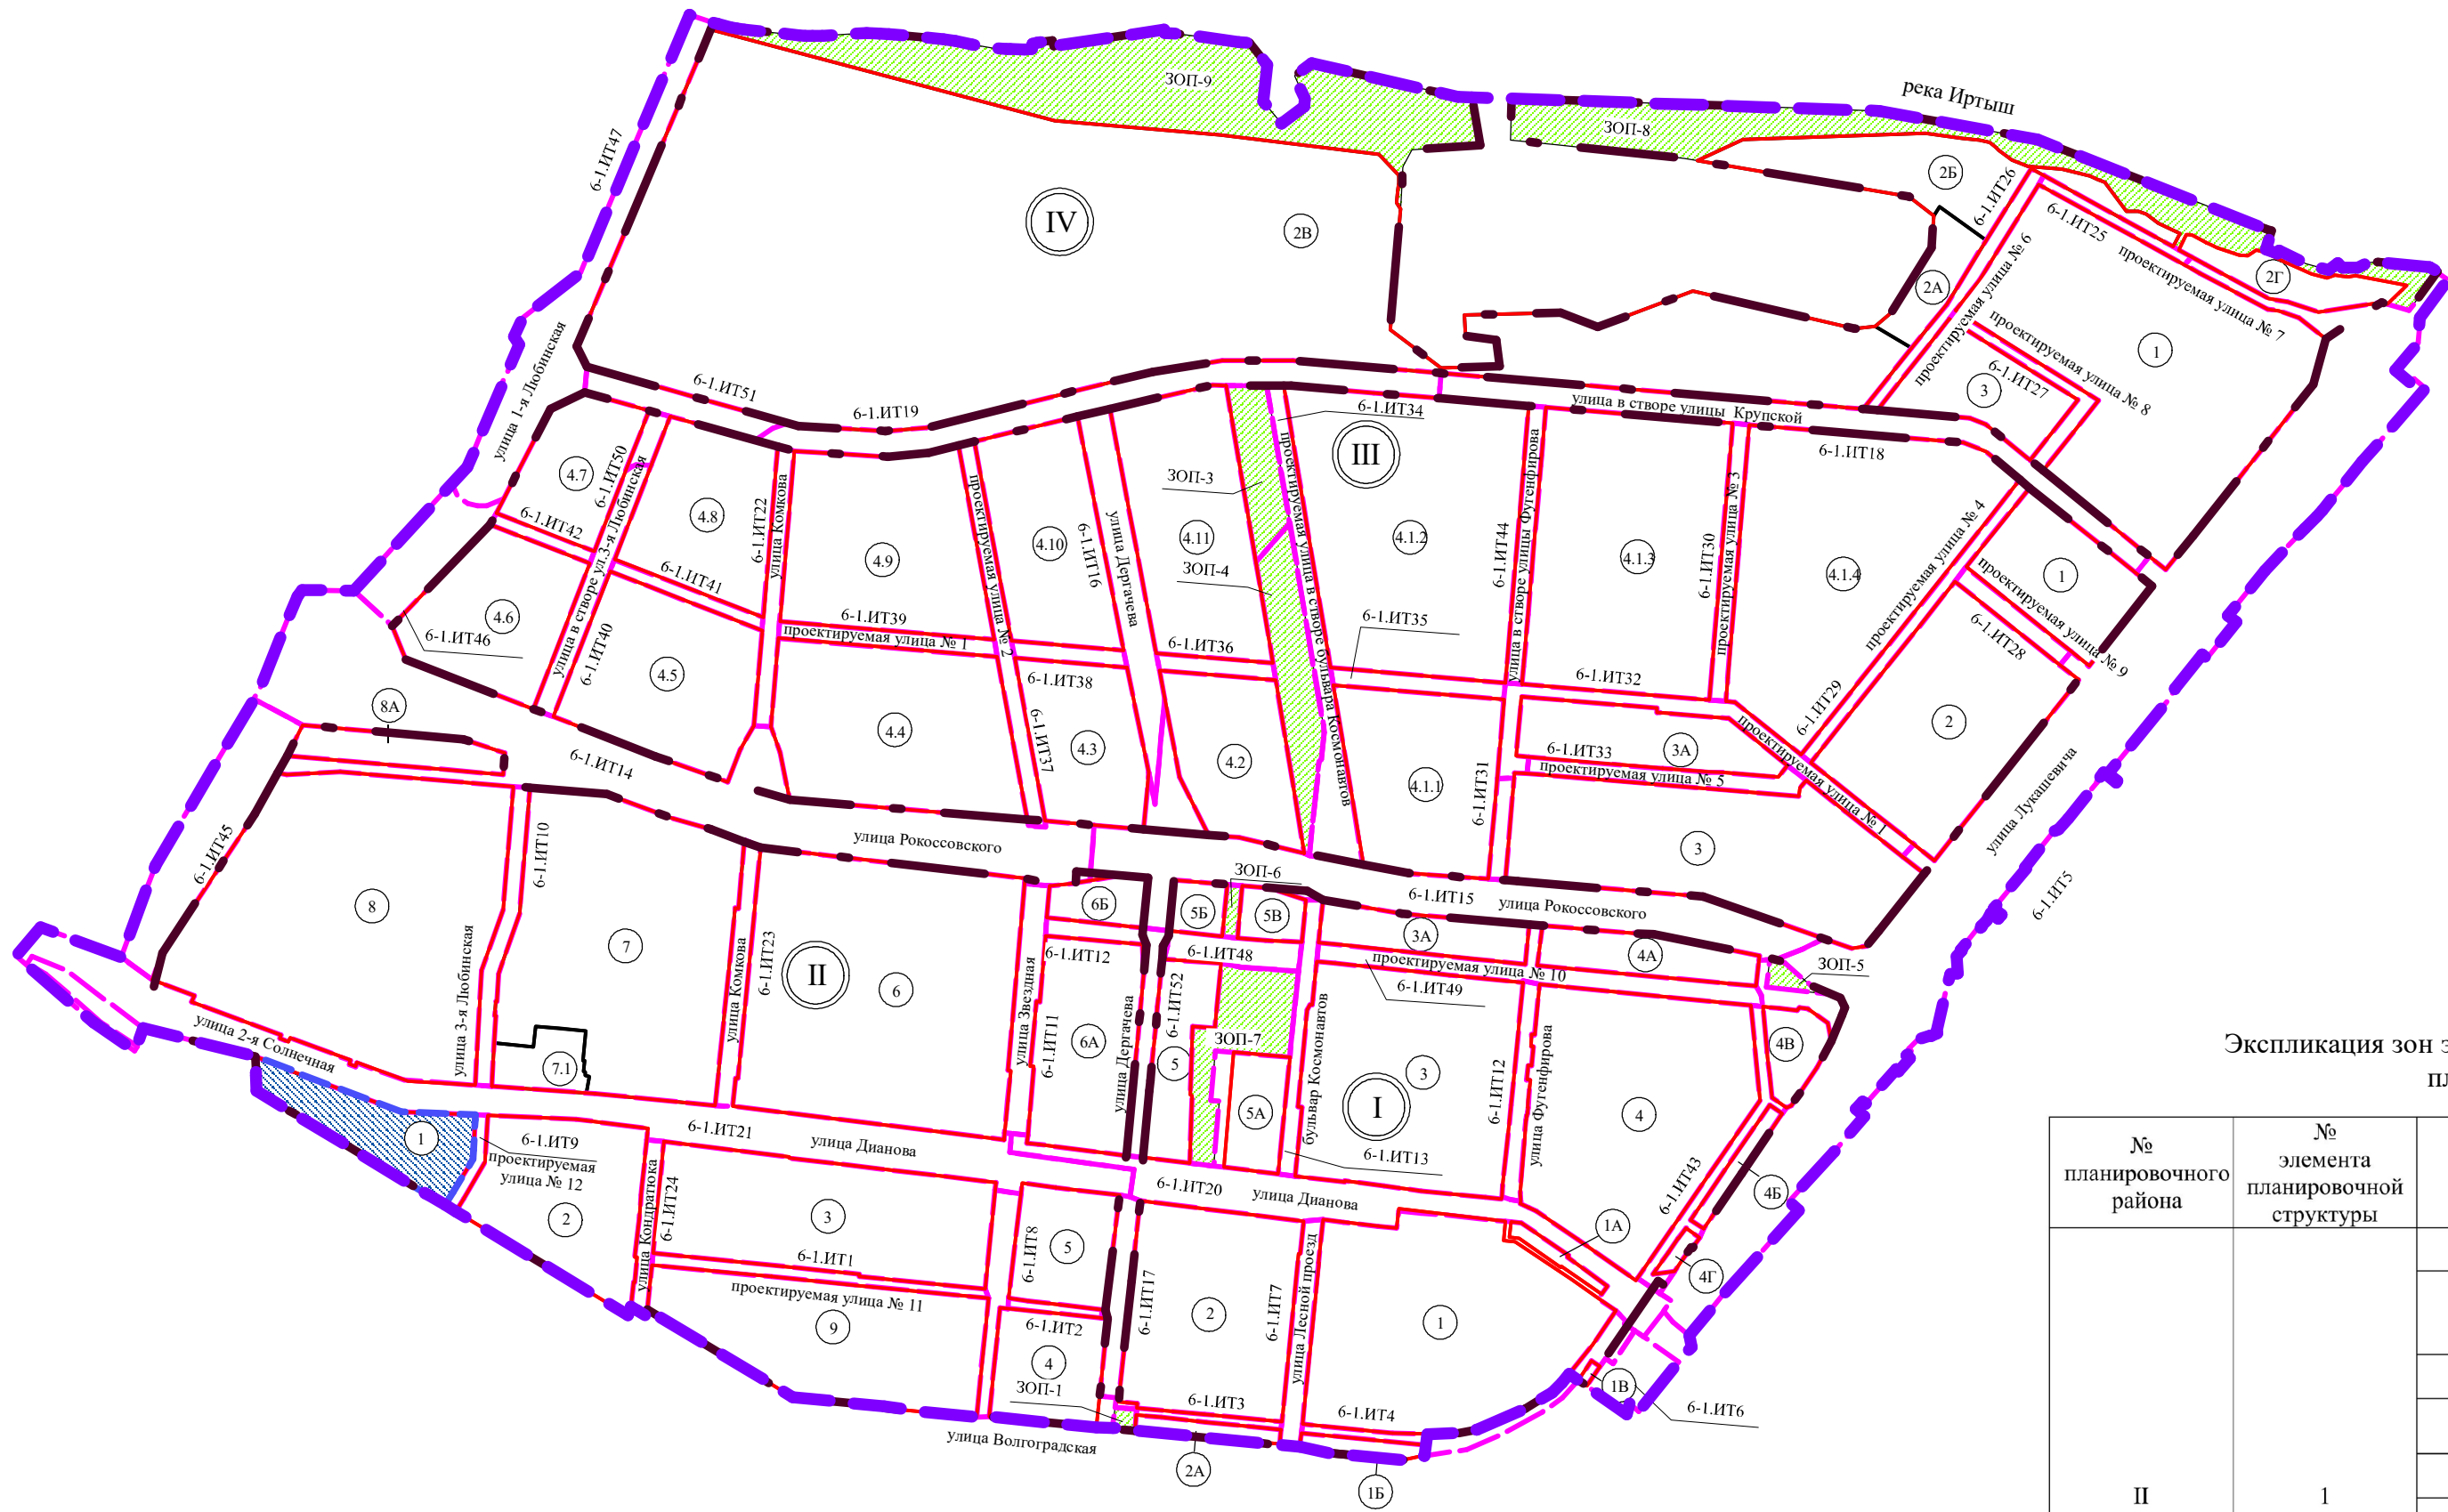 река Иртыш
ЗОП-9
ЗОП-8
6-1.ИТ47
IV
2В
2Б
6-1.ИТ26
6-1.ИТ25
проектируемая улица № 6
проектируемая улица № 7
2Г
2А
проектируемая улица № 8
1
6-1.ИТ27
3
улица 1-я Любинская
6-1.ИТ51
6-1.ИТ19
6-1.ИТ34
улица в створе улицы Крупской
6-1.ИТ18
III
4.7
6-1.ИТ50
6-1.ИТ42
улица в створе ул.3-я Любинская
4.8
6-1.ИТ22
улица Комкова
4.9
проектируемая улица № 2
4.10
6-1.ИТ16
улица Дергачева
4.11
ЗОП-3
ЗОП-4
проектируемая улица в створе бульвара Космонавтов
4.1.2
6-1.ИТ44
улица в створе улицы Фугенфирова
4.1.3
6-1.ИТ30
проектируемая улица № 3
4.1.4
проектируемая улица № 4
1
проектируемая улица № 9
6-1.ИТ28
6-1.ИТ41
4.6
6-1.ИТ46
6-1.ИТ40
4.5
6-1.ИТ39
проектируемая улица № 1
6-1.ИТ38
6-1.ИТ36
6-1.ИТ35
6-1.ИТ32
6-1.ИТ29
2
8А
6-1.ИТ14
4.4
6-1.ИТ37
4.3
4.2
4.1.1
6-1.ИТ31
6-1.ИТ33
3А
проектируемая улица № 5
проектируемая улица № 1
3
улица Лукашевича
6-1.ИТ5
6-1.ИТ45
6-1.ИТ10
улица Рокоссовского
ЗОП-6
6-1.ИТ15
улица Рокоссовского
8
7
улица 3-я Любинская
улица Комкова
6-1.ИТ23
II
6
улица Звездная
6-1.ИТ11
6Б
6-1.ИТ12
6А
улица Дергачева
5Б
5В
6-1.ИТ48
6-1.ИТ52
5
ЗОП-7
5А
бульвар Космонавтов
3А
проектируемая улица № 10
6-1.ИТ49
4А
ЗОП-5
3
I
6-1.ИТ12
улица Фугенфирова
4
4В
6-1.ИТ13
улица 2-я Солнечная
7.1
1
6-1.ИТ9
проектируемая
улица № 12
2
6-1.ИТ21
улица Дианова
улица Кондратюка
6-1.ИТ24
3
6-1.ИТ1
проектируемая улица № 11
9
6-1.ИТ8
5
6-1.ИТ2
4
ЗОП-1
6-1.ИТ17
6-1.ИТ20
улица Дианова
2
6-1.ИТ7
улица Лесной проезд
1
1А
6-1.ИТ43
4Б
4Г
1В
6-1.ИТ6
6-1.ИТ3
6-1.ИТ4
улица Волгоградская
2А
1Б
Экспликация зон
№
планировочного
района
№
элемента
планировочной
структуры
II
1